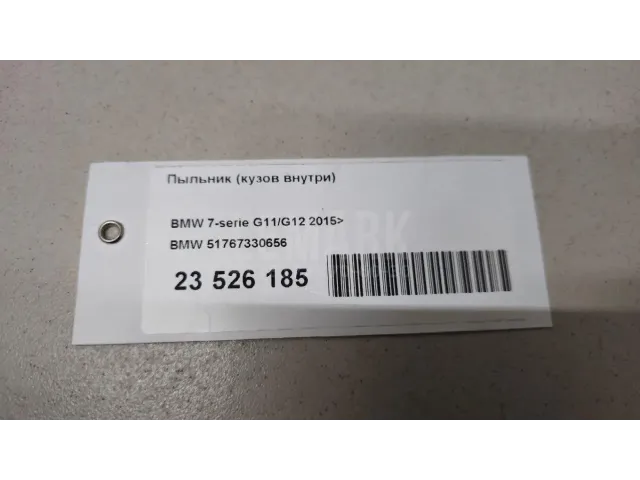 Пыльник (кузов внутри)
BMW 7-serie G11/G12 2015>
BMW 51767330656
23 526 185